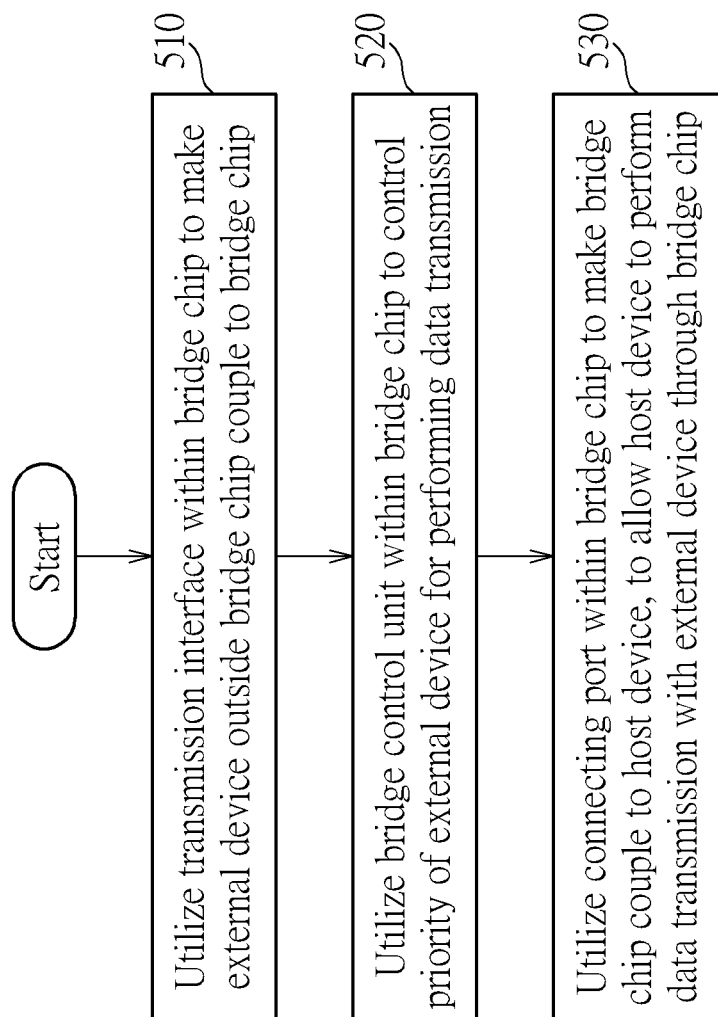 Start
510
Utilize transmission interface within bridge chip to make
external device outside bridge chip couple to bridge chip
520
Utilize bridge control unit within bridge chip to control
priority of external device for performing data transmission
530
Utilize connecting port within bridge chip to make bridge
chip couple to host device, to allow host device to perform
data transmission with external device through bridge chip